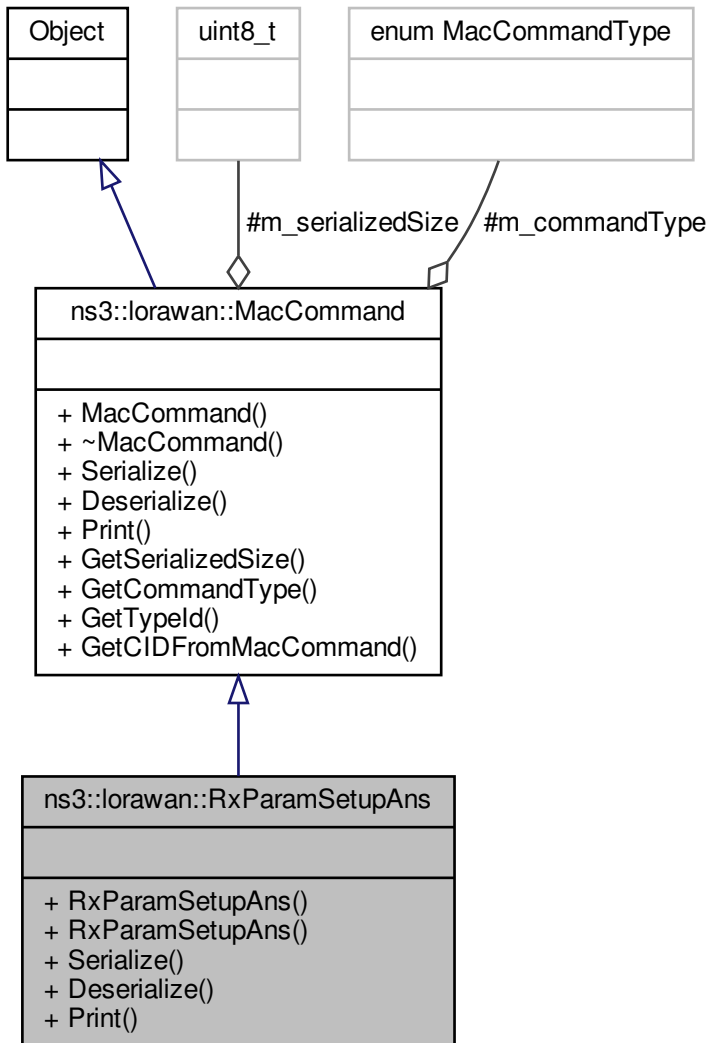 Object
uint8_t
enum MacCommandType
#m_serializedSize
#m_commandType
ns3::lorawan::MacCommand
+ MacCommand()
+ ~MacCommand()
+ Serialize()
+ Deserialize()
+ Print()
+ GetSerializedSize()
+ GetCommandType()
+ GetTypeId()
+ GetCIDFromMacCommand()
ns3::lorawan::RxParamSetupAns
+ RxParamSetupAns()
+ RxParamSetupAns()
+ Serialize()
+ Deserialize()
+ Print()